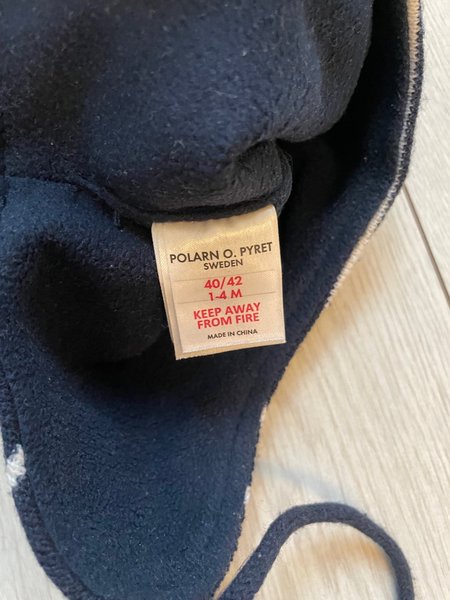 POLARN O. PYRET
SWEDEN
40/42
1-4 M
KEEP AWAY
FROM FIRE
MADE IN CHINA